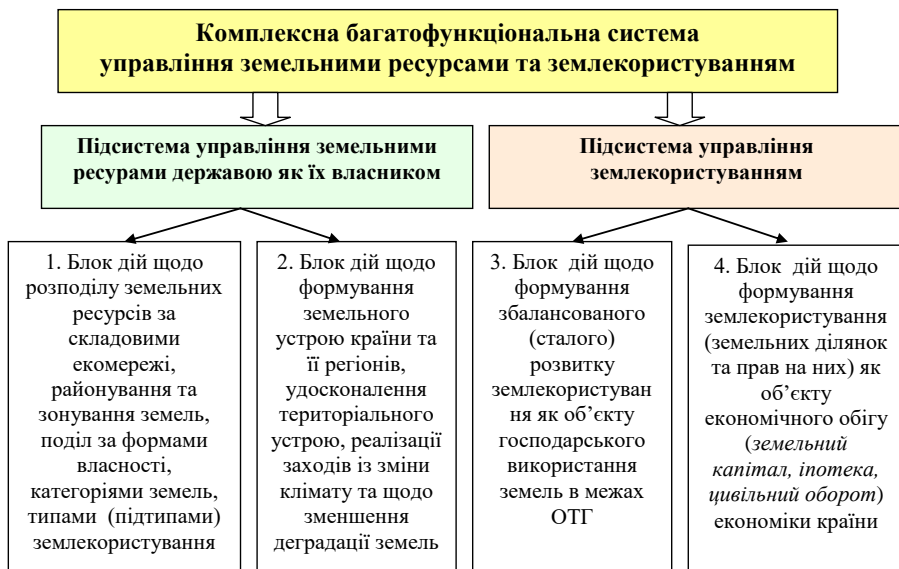 Комплексна багатофункціональна система
управління земельними ресурсами та землекористуванням
Підсистема управління земельними
ресурами державою як їх власником
Підсистема управління
землекористуванням
1. Блок дій щодо
розподілу земельних
ресурсів за
складовими
екомережі,
районування та
зонування земель,
поділ за формами
власності,
категоріями земель,
типами (підтипами)
землекористування
2. Блок дій щодо
формування
земельного
устрою країни та
її регіонів,
удосконалення
територіального
устрою, реалізації
заходів із зміни
клімату та щодо
зменшення
деградації земель
3. Блок дій щодо
формування
збалансованого
(сталого)
розвитку
землекористуван
ня як об’єкту
господарського
використання
земель в межах
ОТГ
4. Блок дій щодо
формування
землекористування
(земельних ділянок
та прав на них) як
об’єкту
економічного обігу
(земельний
капітал, іпотека,
цивільний оборот)
економіки країни